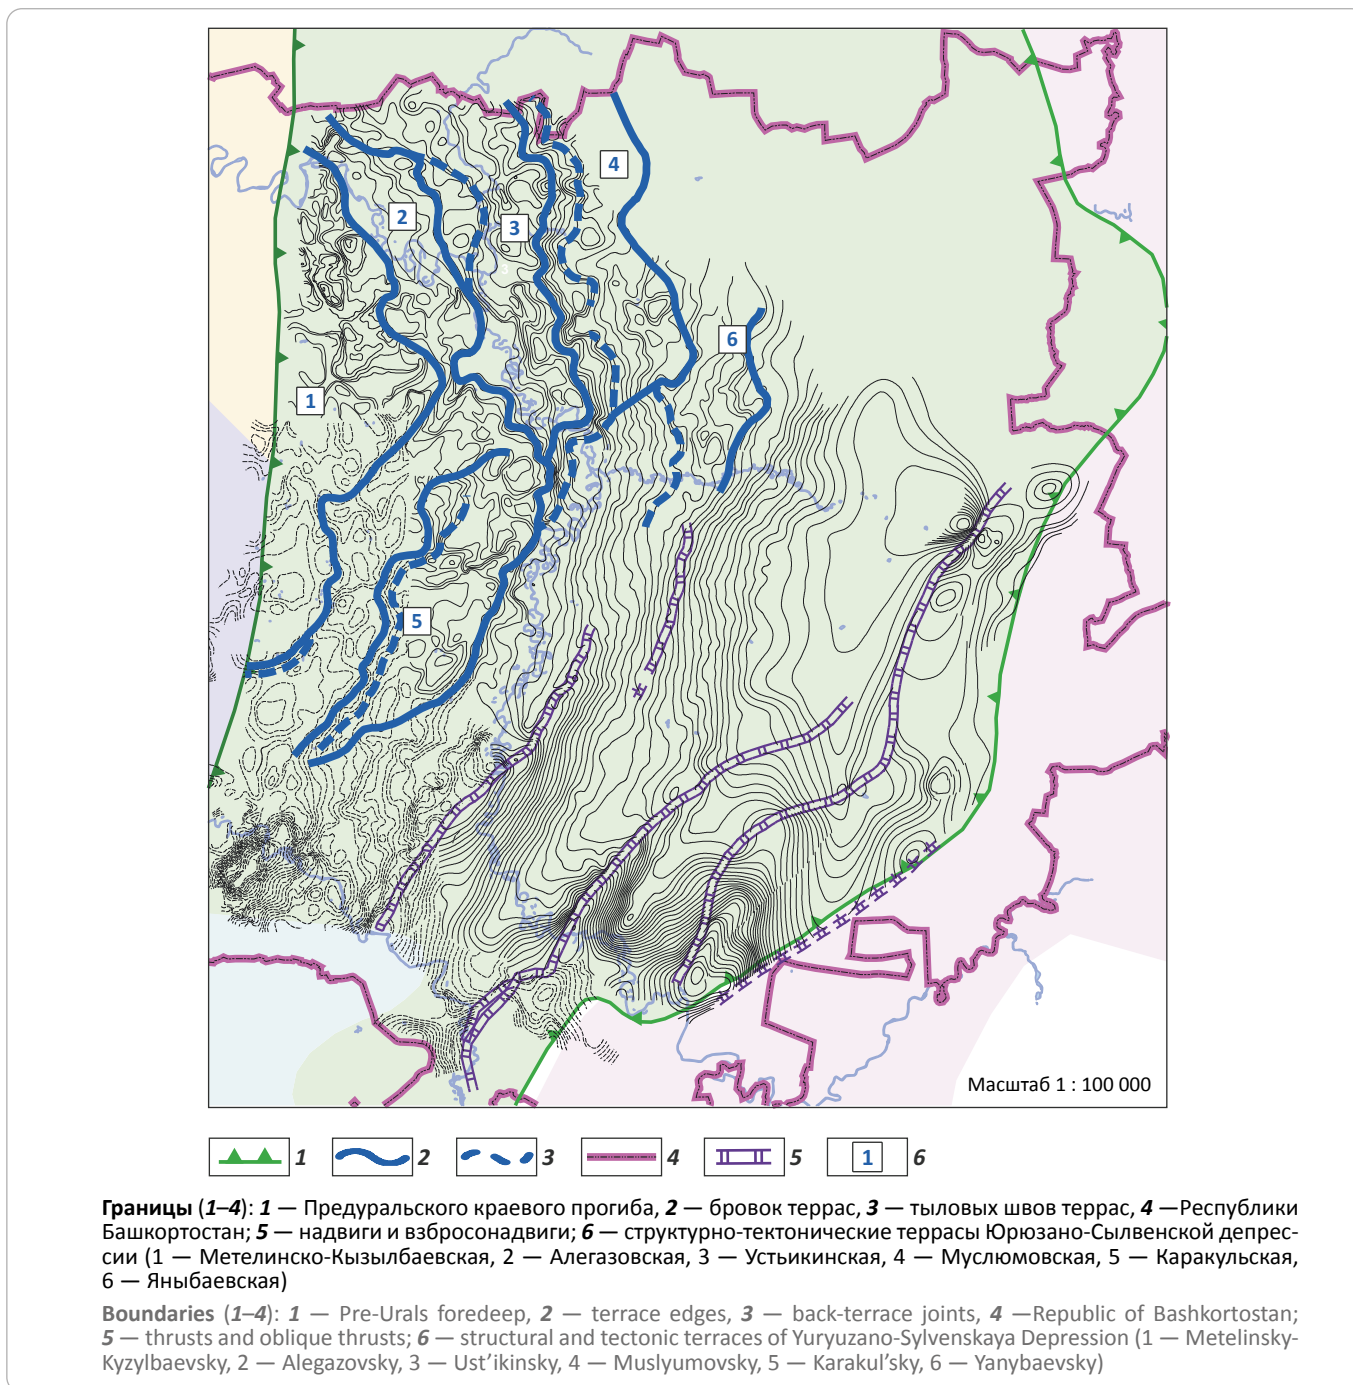 4
2
3
6
1
5
Масштаб 1 : 100 000
1 2 3 4 5 1 6
Границы (1–4): 1 — Предуральского краевого прогиба, 2 — бровок террас, 3 — тыловых швов террас, 4 —Республики
Башкортостан; 5 — надвиги и взбросонадвиги; 6 — структурно-тектонические террасы Юрюзано-Сылвенской депрес-
сии (1 — Метелинско-Кызылбаевская, 2 — Алегазовская, 3 — Устьикинская, 4 — Муслюмовская, 5 — Каракульская,
6 — Яныбаевская)
Boundaries (1–4): 1 — Pre-Urals foredeep, 2 — terrace edges, 3 — back-terrace joints, 4 —Republic of Bashkortostan;
5 — thrusts and oblique thrusts; 6 — structural and tectonic terraces of Yuryuzano-Sylvenskaya Depression (1 — Metelinsky-
Kyzylbaevsky, 2 — Alegazovsky, 3 — Ust’ikinsky, 4 — Muslyumovsky, 5 — Karakul’sky, 6 — Yanybaevsky)